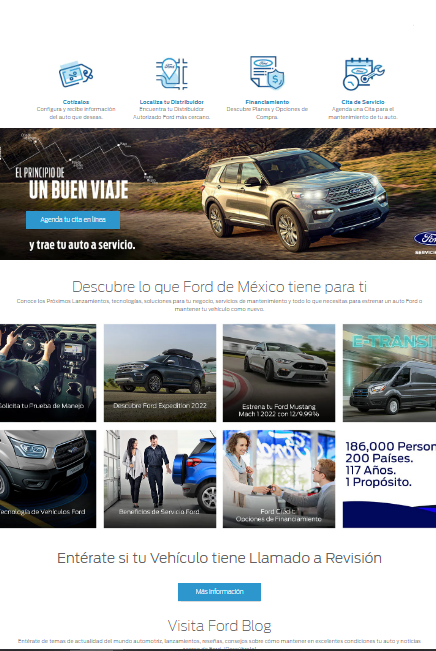 Cotízalos
Configura y recibe información
del auto que deseas.
Localiza tu Distribuidor
Encuentra tu Distribuidor
Autorizado Ford más cercano.
Financiamiento
Descubre Planes y Opciones de
Compra.
Cita de Servicio
Agenda una Cita para el
mantenimiento de tu auto.
EL PRINCIPIO DE
UN BUEN VIAJE
Agenda tu cita en línea
y trae tu auto a servicio.
Ford
SERVICIO
Descubre lo que Ford de México tiene para ti
Conoce los Próximos Lanzamientos, tecnologías, soluciones para tu negocio, servicios de mantenimiento y todo lo que necesitas para estrenar un auto Ford o
mantener tu vehículo como nuevo.
Solicita tu Prueba de Manejo
Descubre Ford Expedition 2022
Estrena tu Ford Mustang
Mach 1 2022 con 12/9.99%
E-TRANSI
Tecnología de Vehículos Ford
Beneficios de Servicio Ford
Ford Credit:
Opciones de Financiamiento
186,000 Person
200 Países.
117 Años.
1 Propósito.
Entérate si tu Vehículo tiene Llamado a Revisión
Más Información
Visita Ford Blog
Entérate de temas de actualidad del mundo automotriz, lanzamientos, reseñas, consejos sobre cómo mantener en excelentes condiciones tu auto y noticias